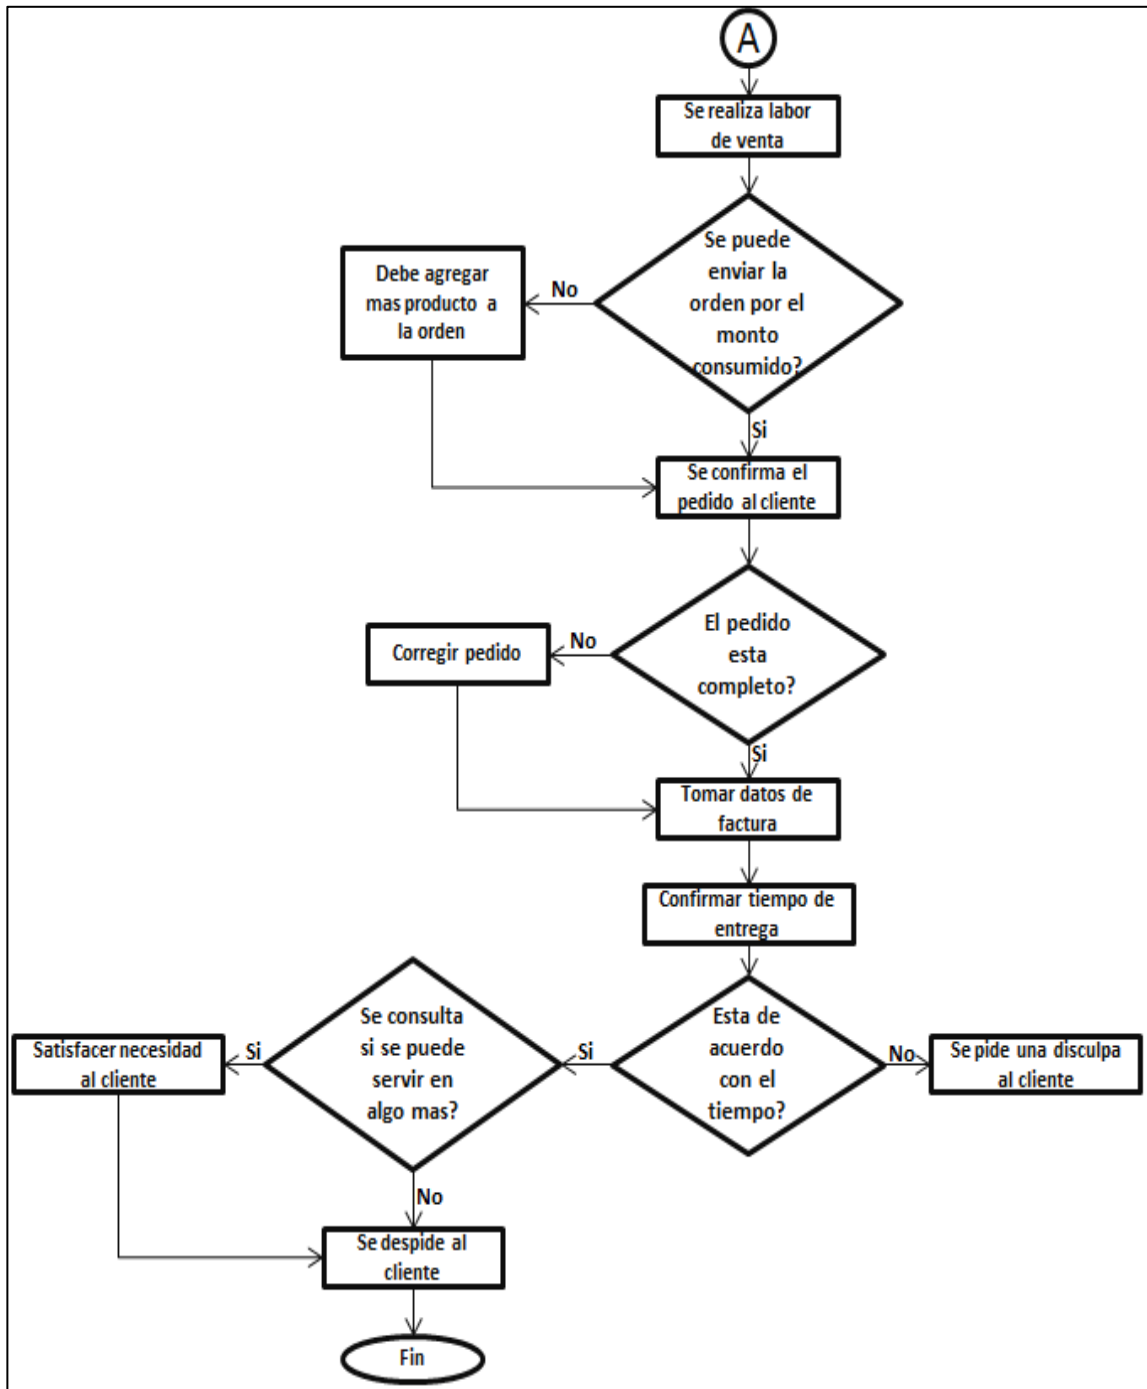 A
Se realiza labor
de venta
Se puede
enviar la
orden por el
monto
consumido?
No
Debe agregar
mas producto a
la orden
Si
Se confirma el
pedido al cliente
El pedido
esta
completo?
No
Corregir pedido
Si
Tomar datos de
factura
Confirmar tiempo de
entrega
Esta de
acuerdo
con el
tiempo?
No
Se pide una disculpa
al cliente
Si
Se consulta
si se puede
servir en
algo mas?
Si
Satisfacer necesidad
al cliente
No
Se despide al
cliente
Fin